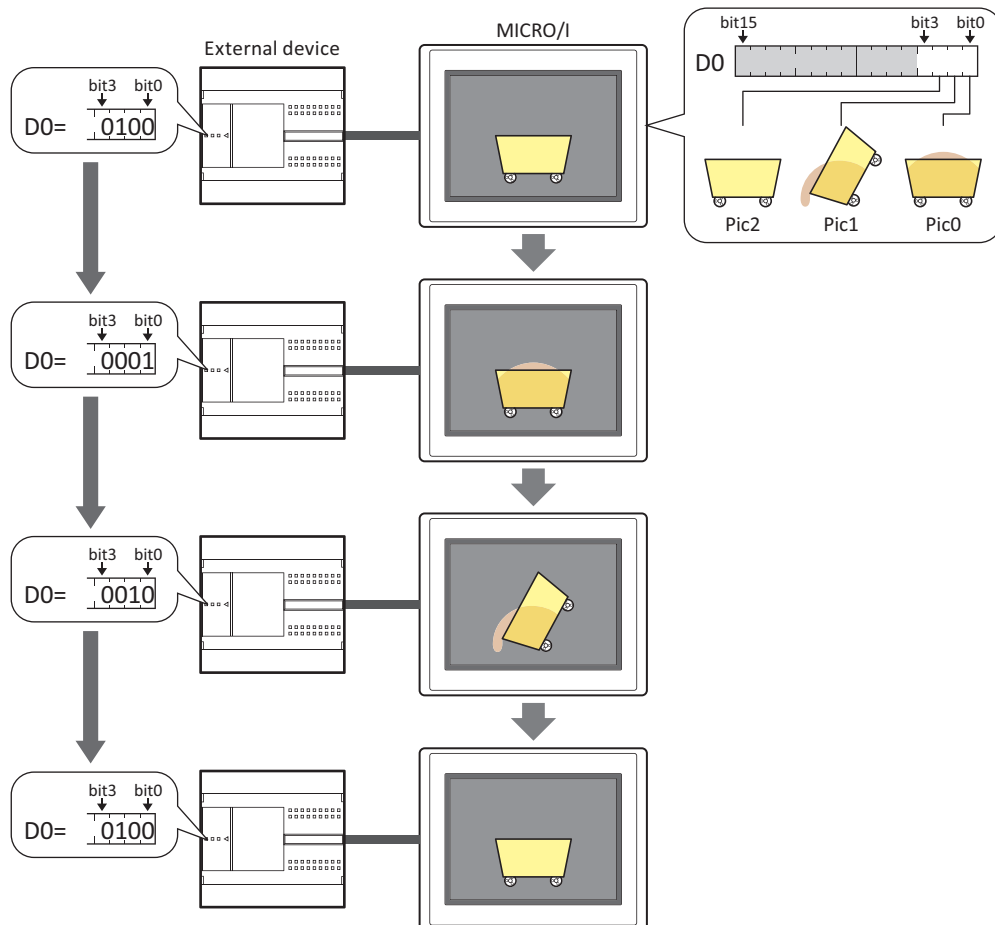 MICRO/I
External device
bit15 bit3 bit0
D0
Pic2 Pic1 Pic0
bit3 bit0
D0= 0100
bit3 bit0
D0= 0001
bit3 bit0
D0= 0010
bit3 bit0
D0= 0100